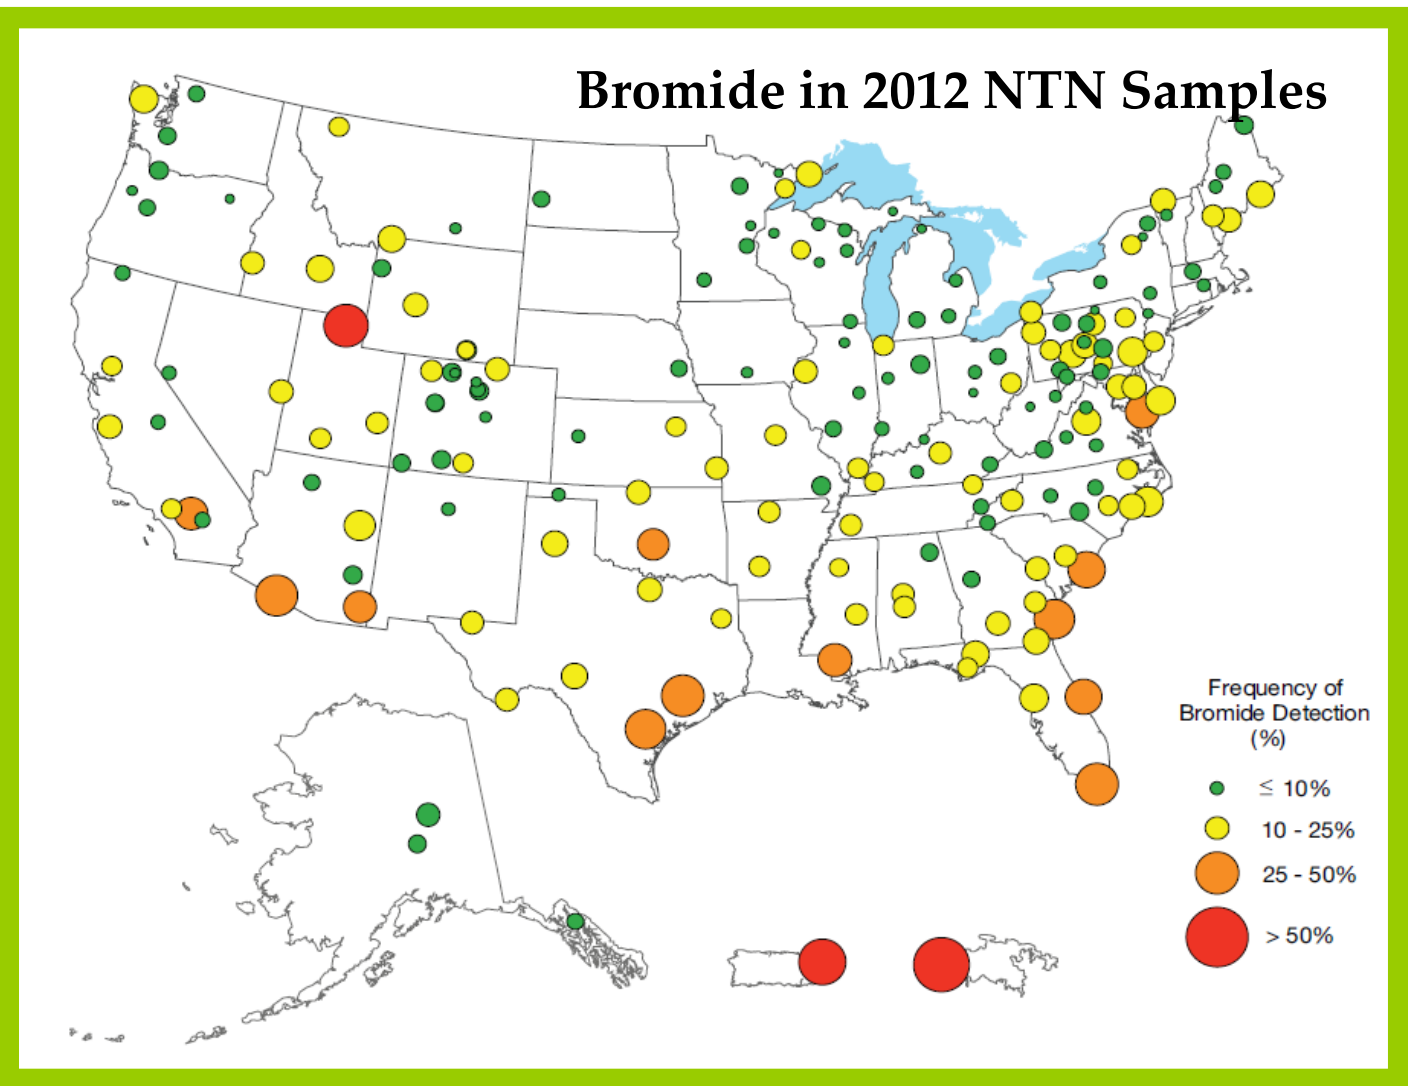 Bromide in 2012 NTN Samples
Frequency of
Bromide Detection
(%)
≤ 10%
10 - 25%
25 - 50%
> 50%